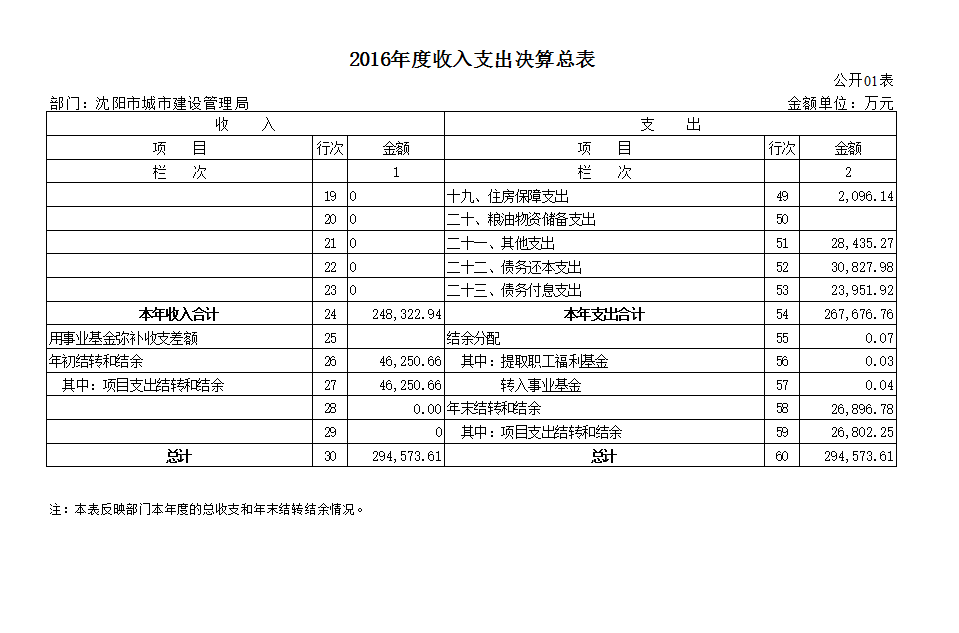 2016年度收入支出决算总表
公开01表
部门：沈阳市城市建设管理局 金额单位：万元
收 入 支 出
项 目 行次 金额 项 目 行次 金额
栏 次 1 栏 次 2
19 0 十九、住房保障支出 49 2,096.14
20 0 二十、粮油物资储备支出 50
21 0 二十一、其他支出 51 28,435.27
22 0 二十二、债务还本支出 52 30,827.98
23 0 二十三、债务付息支出 53 23,951.92
本年收入合计 24 248,322.94 本年支出合计 54 267,676.76
用事业基金弥补收支差额 25 结余分配 55 0.07
年初结转和结余 26 46,250.66 其中：提取职工福利基金 56 0.03
其中：项目支出结转和结余 27 46,250.66 转入事业基金 57 0.04
28 0.00 年末结转和结余 58 26,896.78
29 0 其中：项目支出结转和结余 59 26,802.25
总计 30 294,573.61 总计 60 294,573.61
注：本表反映部门本年度的总收支和年末结转结余情况。